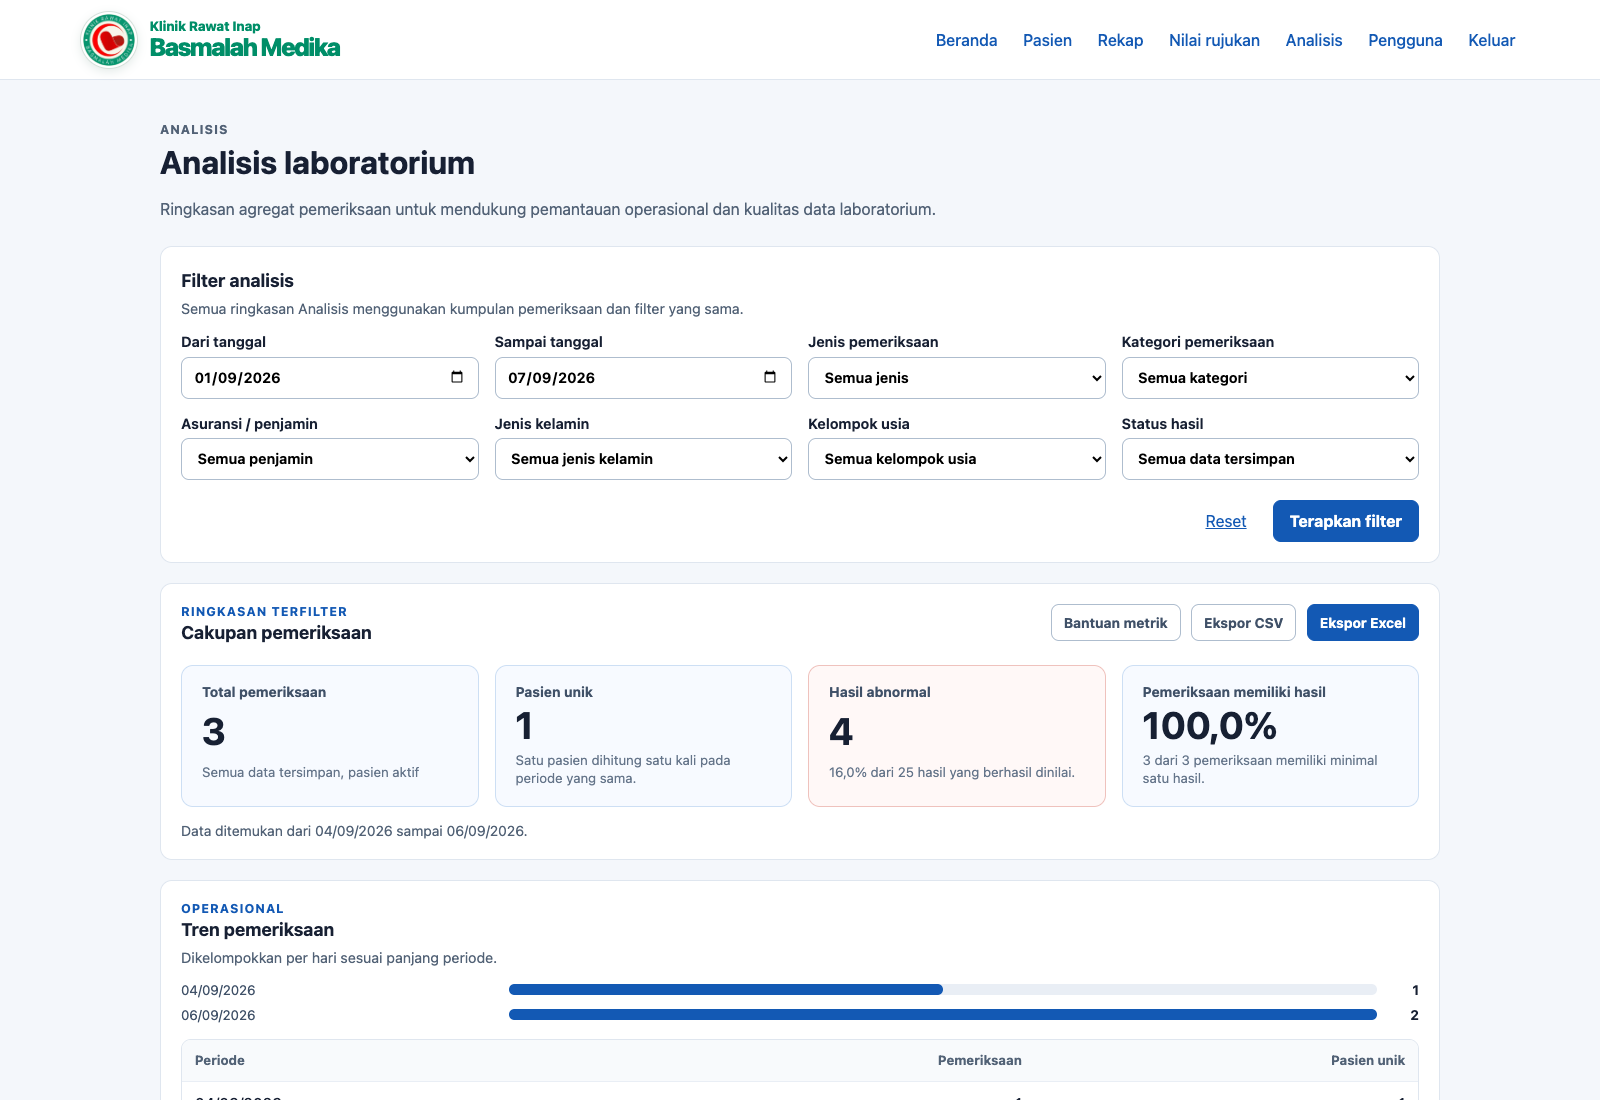 Klinik Rawat Inap
Basmalah Medika
Beranda
Pasien
Rekap
Nilai rujukan
Analisis
Pengguna
Keluar
ANALISIS
Analisis laboratorium
Ringkasan agregat pemeriksaan untuk mendukung pemantauan operasional dan kualitas data laboratorium.
Filter analisis
Semua ringkasan Analisis menggunakan kumpulan pemeriksaan dan filter yang sama.
Dari tanggal
01/09/2026
Sampai tanggal
07/09/2026
Jenis pemeriksaan
Semua jenis
Kategori pemeriksaan
Semua kategori
Asuransi / penjamin
Semua penjamin
Jenis kelamin
Semua jenis kelamin
Kelompok usia
Semua kelompok usia
Status hasil
Semua data tersimpan
Reset
Terapkan filter
RINGKASAN TERFILTER
Cakupan pemeriksaan
Bantuan metrik
Ekspor CSV
Ekspor Excel
Total pemeriksaan
3
Semua data tersimpan, pasien aktif
Pasien unik
1
Satu pasien dihitung satu kali pada
periode yang sama.
Hasil abnormal
4
16,0% dari 25 hasil yang berhasil dinilai.
Pemeriksaan memiliki hasil
100,0%
3 dari 3 pemeriksaan memiliki minimal
satu hasil.
Data ditemukan dari 04/09/2026 sampai 06/09/2026.
OPERASIONAL
Tren pemeriksaan
Dikelompokkan per hari sesuai panjang periode.
04/09/2026
1
06/09/2026
2
Periode
Pemeriksaan
Pasien unik